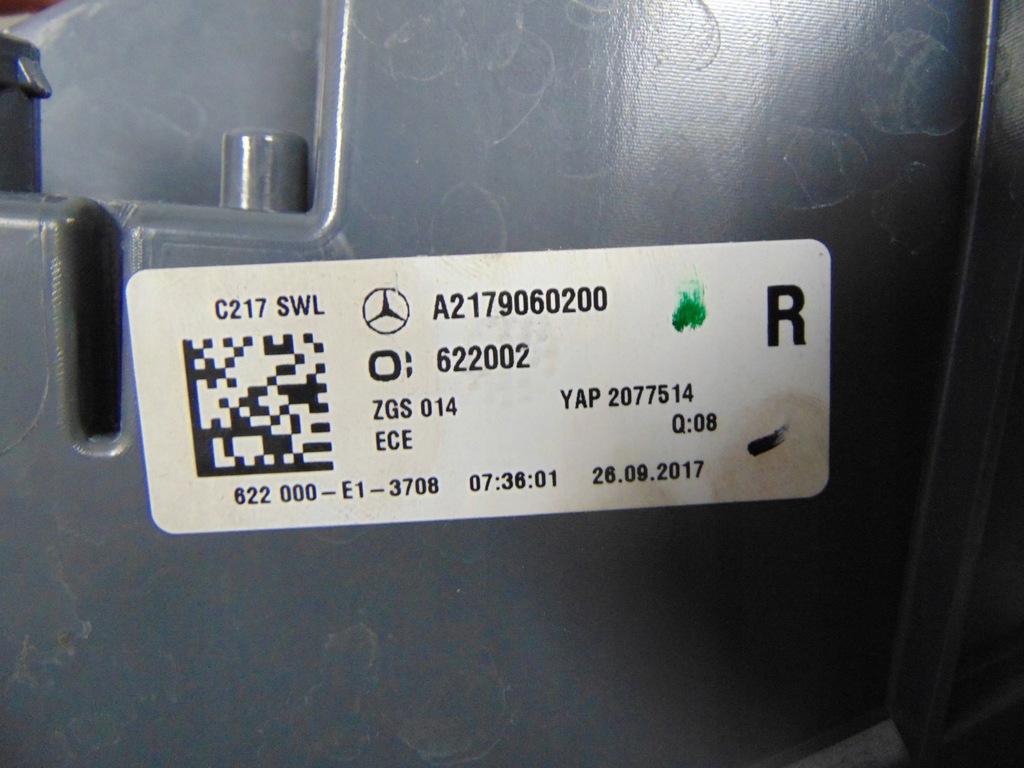 C217 SWL A2179060200 R
O; 622002
ZGS 014 YAP 2077514
ECE Q:08
622 000-E1-3708 07:36:01 26.09.2017